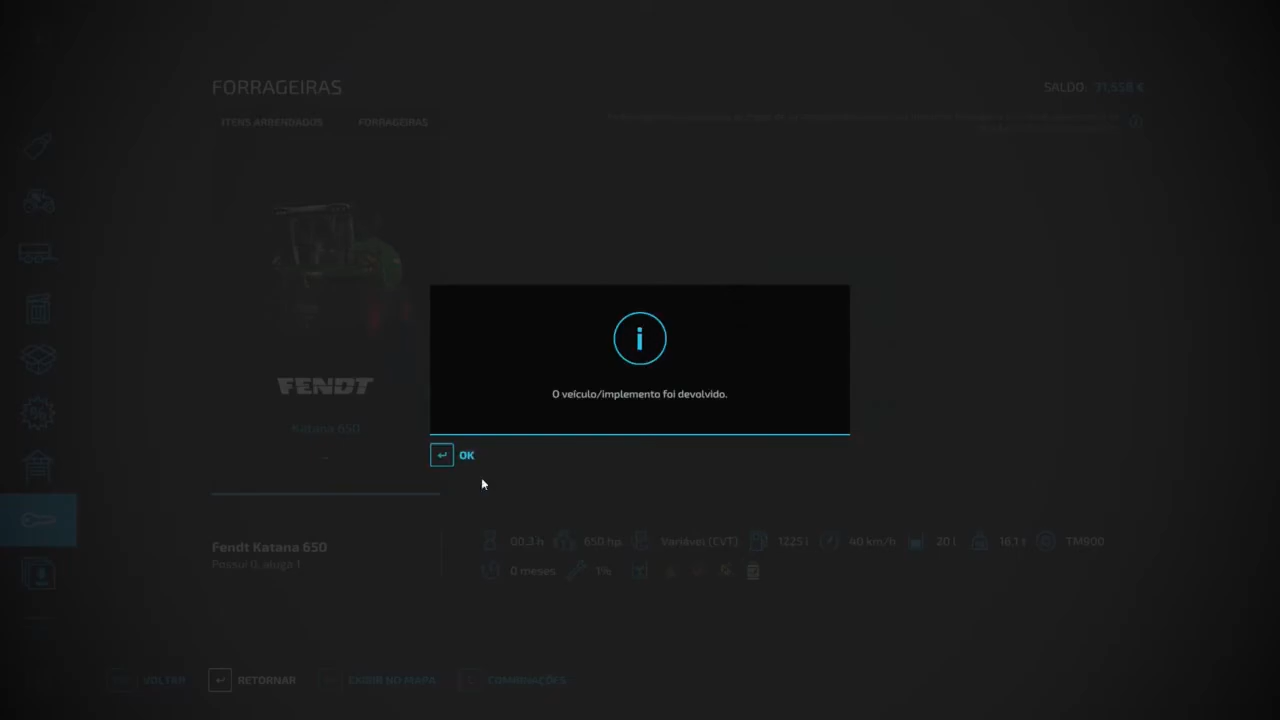 FORRAGEIRAS
SALDO: 31,558 €
ITENS ARRENDADOS FORRAGEIRAS
FENDT
Katana 650
O veículo/implemento foi devolvido.
OK
Fendt Katana 650
Possui 0, aluga 1
00,3 h 650 hp Variável (CVT) 1225 l 40 km/h 20 l 16,1 t TM900
0 meses 1%
VOLTAR RETORNAR EXIBIR NO MAPA COMBINAÇÕES